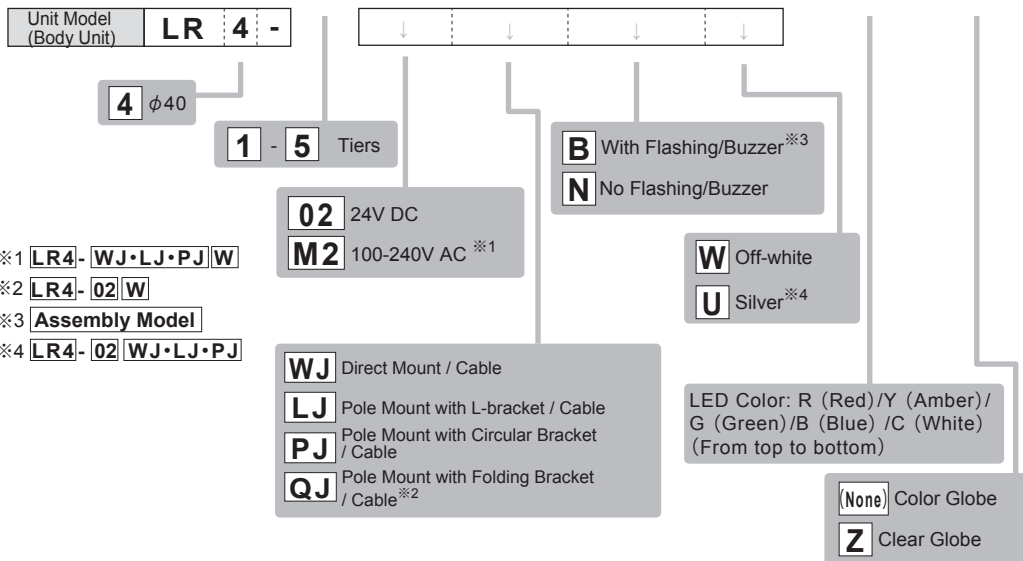 Unit Model
(Body Unit)
LR 4 -
↓ ↓ ↓ ↓
4 φ40
1 - 5 Tiers
02 24V DC
M2 100-240V AC ※1
B With Flashing/Buzzer※3
N No Flashing/Buzzer
W Off-white
U Silver※4
※1 LR4- WJ・LJ・PJ W
※2 LR4- 02 W
※3 Assembly Model
※4 LR4- 02 WJ・LJ・PJ
WJ Direct Mount / Cable
LJ Pole Mount with L-bracket / Cable
PJ Pole Mount with Circular Bracket
/ Cable
QJ Pole Mount with Folding Bracket
/ Cable※2
LED Color: R (Red)/Y (Amber)/
G (Green)/B (Blue) /C (White)
(From top to bottom)
(None) Color Globe
Z Clear Globe